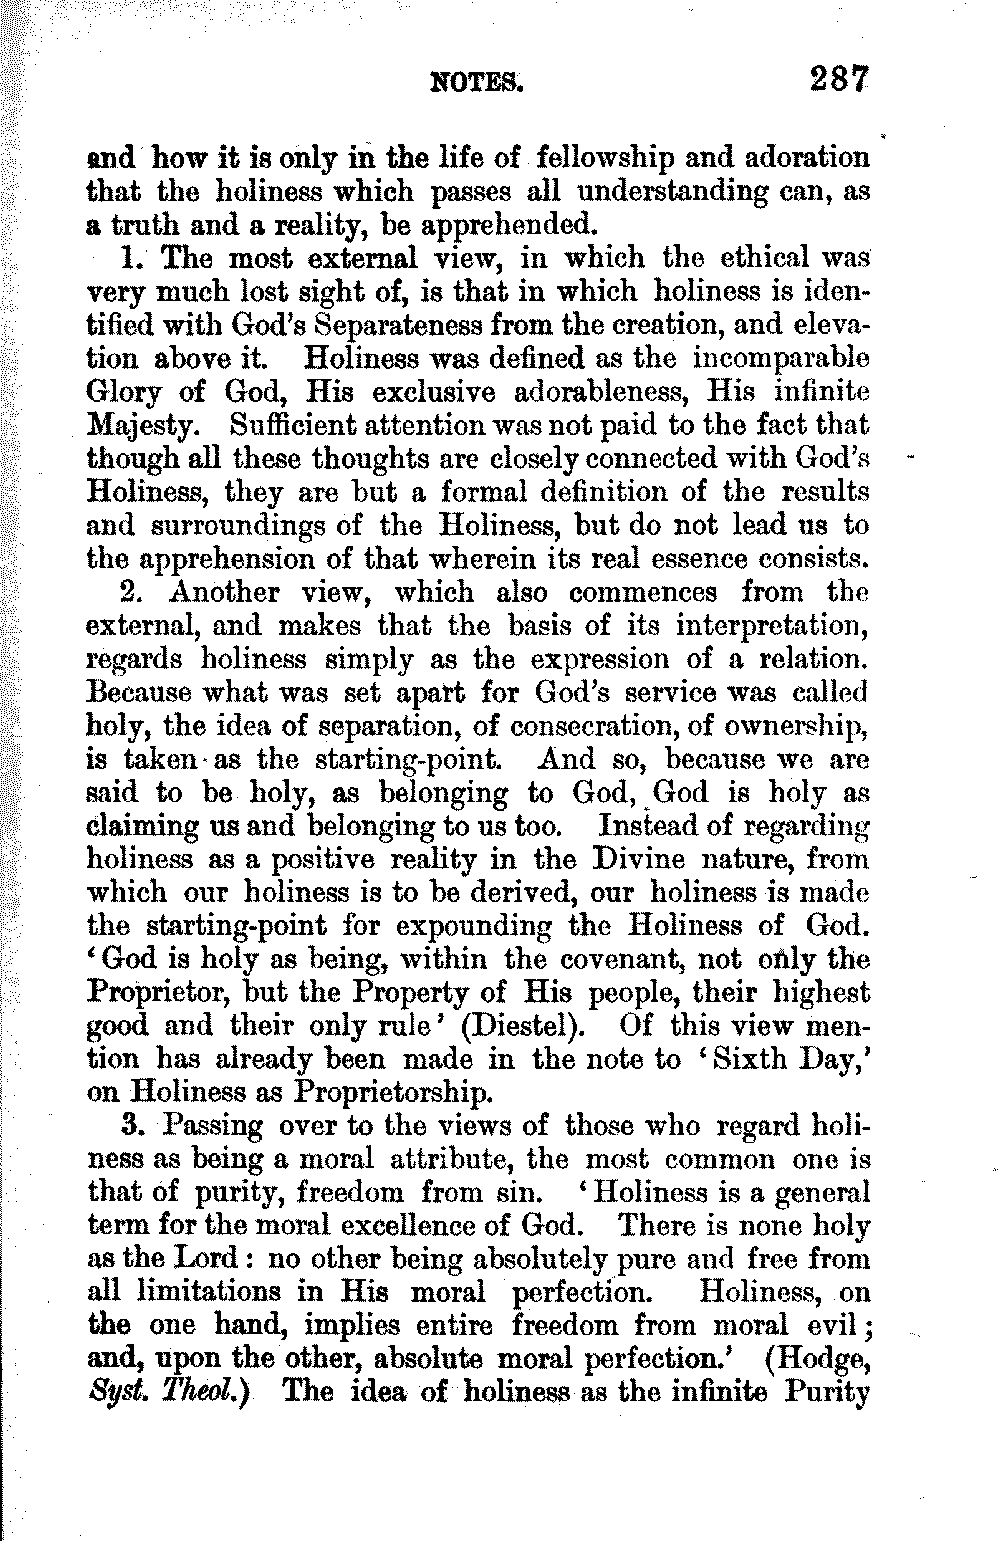 NOTES. 287
and how it is only in the life of fellowship and adoration
that the holiness which passes all understanding can, as
a truth and a reality, be apprehended.
1. The most external view, in which the ethical was
very much lost sight of, is that in which holiness is iden-
tified with God's Separateness from the creation, and eleva-
tion above it. Holiness was defined as the incomparable
Glory of God, His exclusive adorableness, His infinite
Majesty. Sufficient attention was not paid to the fact that
though all these thoughts are closely connected with God's
Holiness, they are but a formal definition of the results
and surroundings of the Holiness, but do not lead us to
the apprehension of that wherein its real essence consists.
2. Another view, which also commences from the
external, and makes that the basis of its interpretation,
regards holiness simply as the expression of a relation.
Because what was set apart for God's service was called
holy, the idea of separation, of consecration, of ownership,
is taken as the starting-point. And so, because we are
said to be holy, as belonging to God, God is holy as
claiming us and belonging to us too. Instead of regarding
holiness as a positive reality in the Divine nature, from
which our holiness is to be derived, our holiness is made
the starting-point for expounding the Holiness of God.
'God is holy as being, within the covenant, not only the
Proprietor, but the Property of His people, their highest
good and their only rule' (Diestel). Of this view men-
tion has already been made in the note to 'Sixth Day,'
on Holiness as Proprietorship.
3. Passing over to the views of those who regard holi-
ness as being a moral attribute, the most common one is
that of purity, freedom from sin. 'Holiness is a general
term for the moral excellence of God. There is none holy
as the Lord: no other being absolutely pure and free from
all limitations in His moral perfection. Holiness, on
the one hand, implies entire freedom from moral evil;
and, upon the other, absolute moral perfection.' (Hodge,
Syst. Theol.) The idea of holiness as the infinite Purity